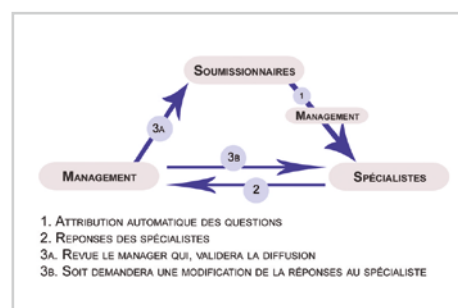 SOUMISSIONNAIRES
1
MANAGEMENT
3A
3B
MANAGEMENT
SPÉCIALISTES
2
1. ATTRIBUTION AUTOMATIQUE DES QUESTIONS
2. REPONSES DES SPÉCIALISTES
3A. REVUE LE MANAGER QUI, VALIDERA LA DIFFUSION
3B. SOIT DEMANDERA UNE MODIFICATION DE LA RÉPONSES AU SPÉCIALISTE